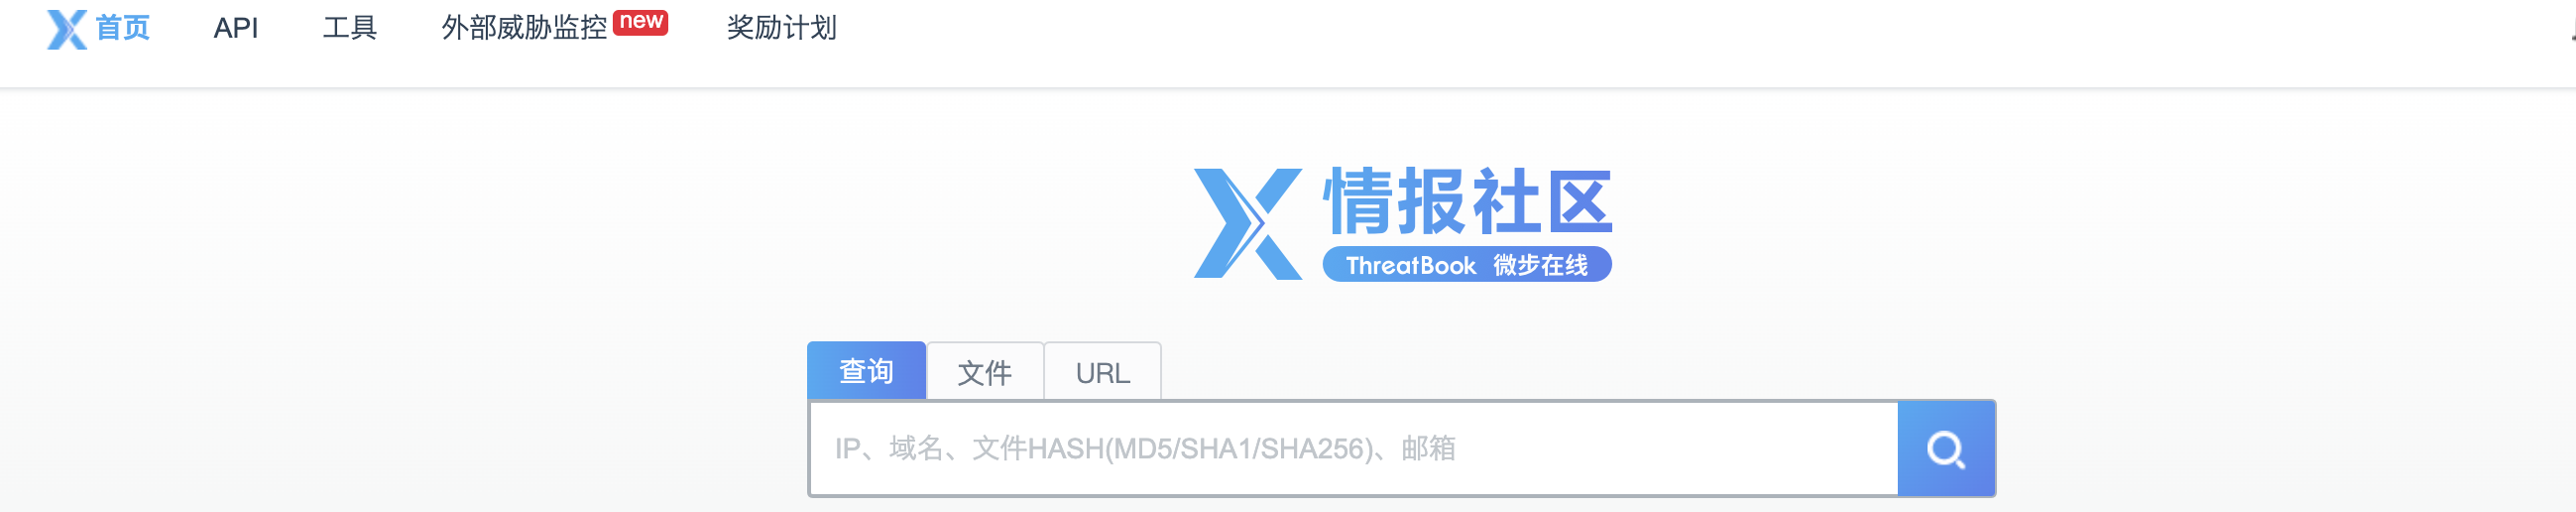 首页 API 工具 外部威胁监控 new 奖励计划
情报社区
ThreatBook 微步在线
查询 文件 URL
IP、域名、文件HASH(MD5/SHA1/SHA256)、邮箱